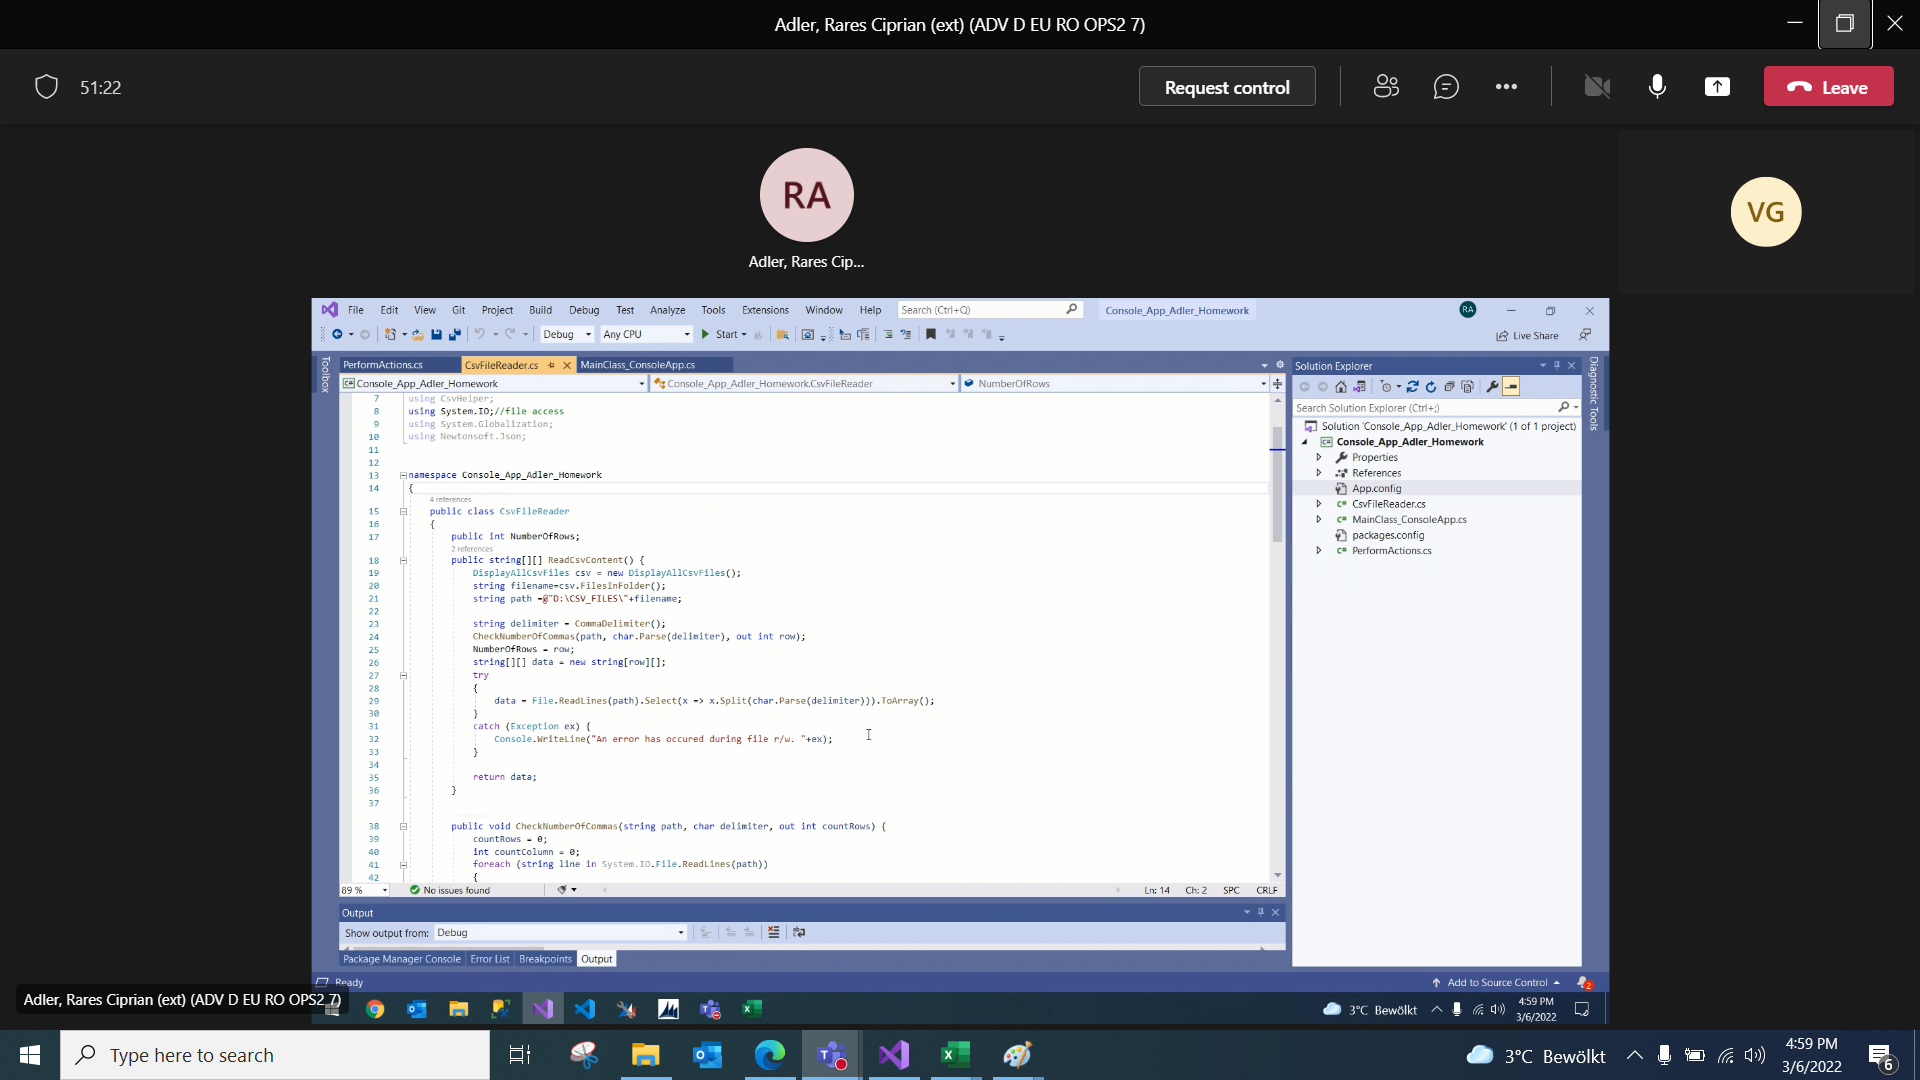 Adler, Rares Ciprian (ext) (ADV D EU RO OPS2 7)
51:22
Request control
Leave
RA
Adler, Rares Cip...
VG
File Edit View Git Project Build Debug Test Analyze Tools Extensions Window Help Search (Ctrl+Q) Console_App_Adler_Homework RA
Debug Any CPU Start Live Share
Toolbox
PerformActions.cs CsvFileReader.cs MainClass_ConsoleApp.cs
Console_App_Adler_Homework Console_App_Adler_Homework.CsvFileReader NumberOfRows
7 using CsvHelper;
8 using System.IO;//file access
9 using System.Globalization;
10 using Newtonsoft.Json;
11
12
13 namespace Console_App_Adler_Homework
14 {
4 references
15 public class CsvFileReader
16 {
17 public int NumberOfRows;
2 references
18 public string[][] ReadCsvContent() {
19 DisplayAllCsvFiles csv = new DisplayAllCsvFiles();
20 string filename=csv.FilesInFolder();
21 string path =@"D:\CSV_FILES\"+filename;
22
23 string delimiter = CommaDelimiter();
24 CheckNumberOfCommas(path, char.Parse(delimiter), out int row);
25 NumberOfRows = row;
26 string[][] data = new string[row][];
27 try
28 {
29 data = File.ReadLines(path).Select(x => x.Split(char.Parse(delimiter))).ToArray();
30 }
31 catch (Exception ex) {
32 Console.WriteLine("An error has occured during file r/w. "+ex);
33 }
34
35 return data;
36 }
37
38 public void CheckNumberOfCommas(string path, char delimiter, out int countRows) {
39 countRows = 0;
40 int countColumn = 0;
41 foreach (string line in System.IO.File.ReadLines(path))
42 {
89 % No issues found Ln: 14 Ch: 2 SPC CRLF
Output
Show output from: Debug
Package Manager Console Error List Breakpoints Output
Solution Explorer
Search Solution Explorer (Ctrl+;)
Solution 'Console_App_Adler_Homework' (1 of 1 project)
Console_App_Adler_Homework
Properties
References
App.config
CsvFileReader.cs
MainClass_ConsoleApp.cs
packages.config
PerformActions.cs
Diagnostic Tools
Ready Add to Source Control 2
Adler, Rares Ciprian (ext) (ADV D EU RO OPS2 7)
3°C Bewölkt 4:59 PM
3/6/2022
Type here to search
3°C Bewölkt 4:59 PM
3/6/2022
6